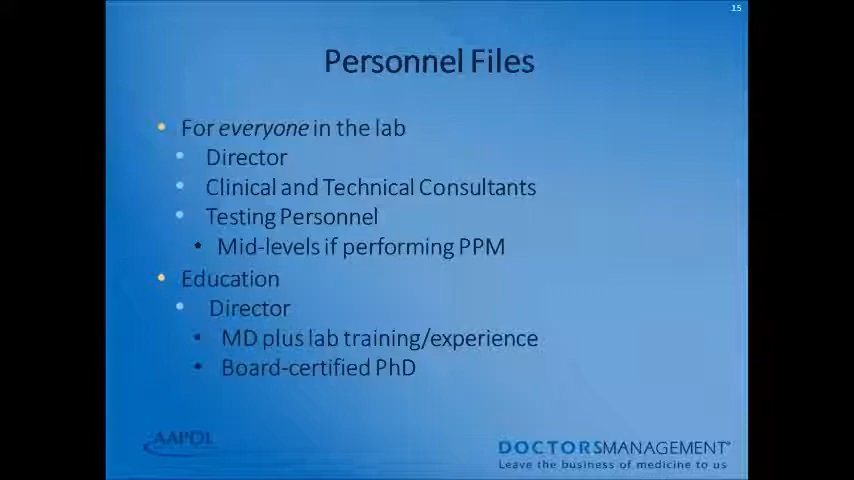 15
Personnel Files
• For everyone in the lab
• Director
• Clinical and Technical Consultants
• Testing Personnel
• Mid-levels if performing PPM
• Education
• Director
• MD plus lab training/experience
• Board-certified PhD
AAPOL
DOCTORSMANAGEMENT®
Leave the business of medicine to us